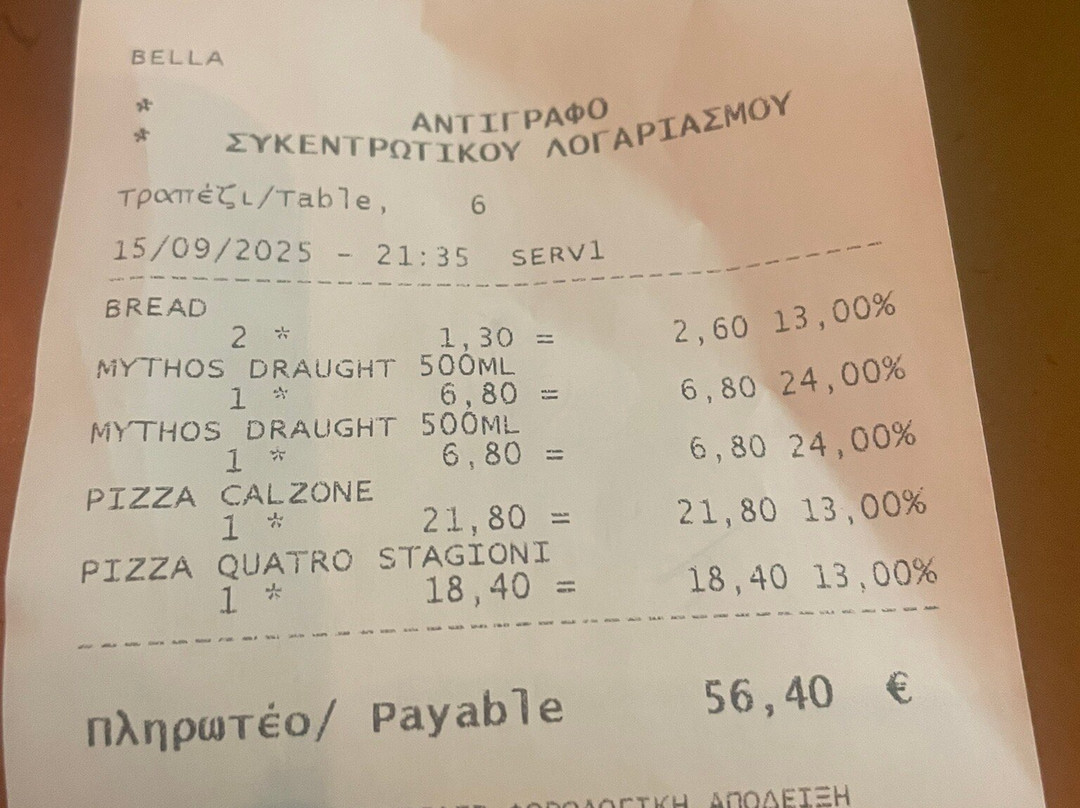 BELLA
* ΑΝΤΙΓΡΑΦΟ
* ΣΥΚΕΝΤΡΩΤΙΚΟΥ ΛΟΓΑΡΙΑΣΜΟΥ
Τραπέζι/Table, 6
15/09/2025 - 21:35 SERV1
BREAD
2 * 1,30 = 2,60 13,00%
MYTHOS DRAUGHT 500ML
1 * 6,80 = 6,80 24,00%
MYTHOS DRAUGHT 500ML
1 * 6,80 = 6,80 24,00%
PIZZA CALZONE
1 * 21,80 = 21,80 13,00%
PIZZA QUATRO STAGIONI
1 * 18,40 = 18,40 13,00%
Πληρωτέο/ Payable 56,40 €
ΑΠΟΔΕΙΞΗ